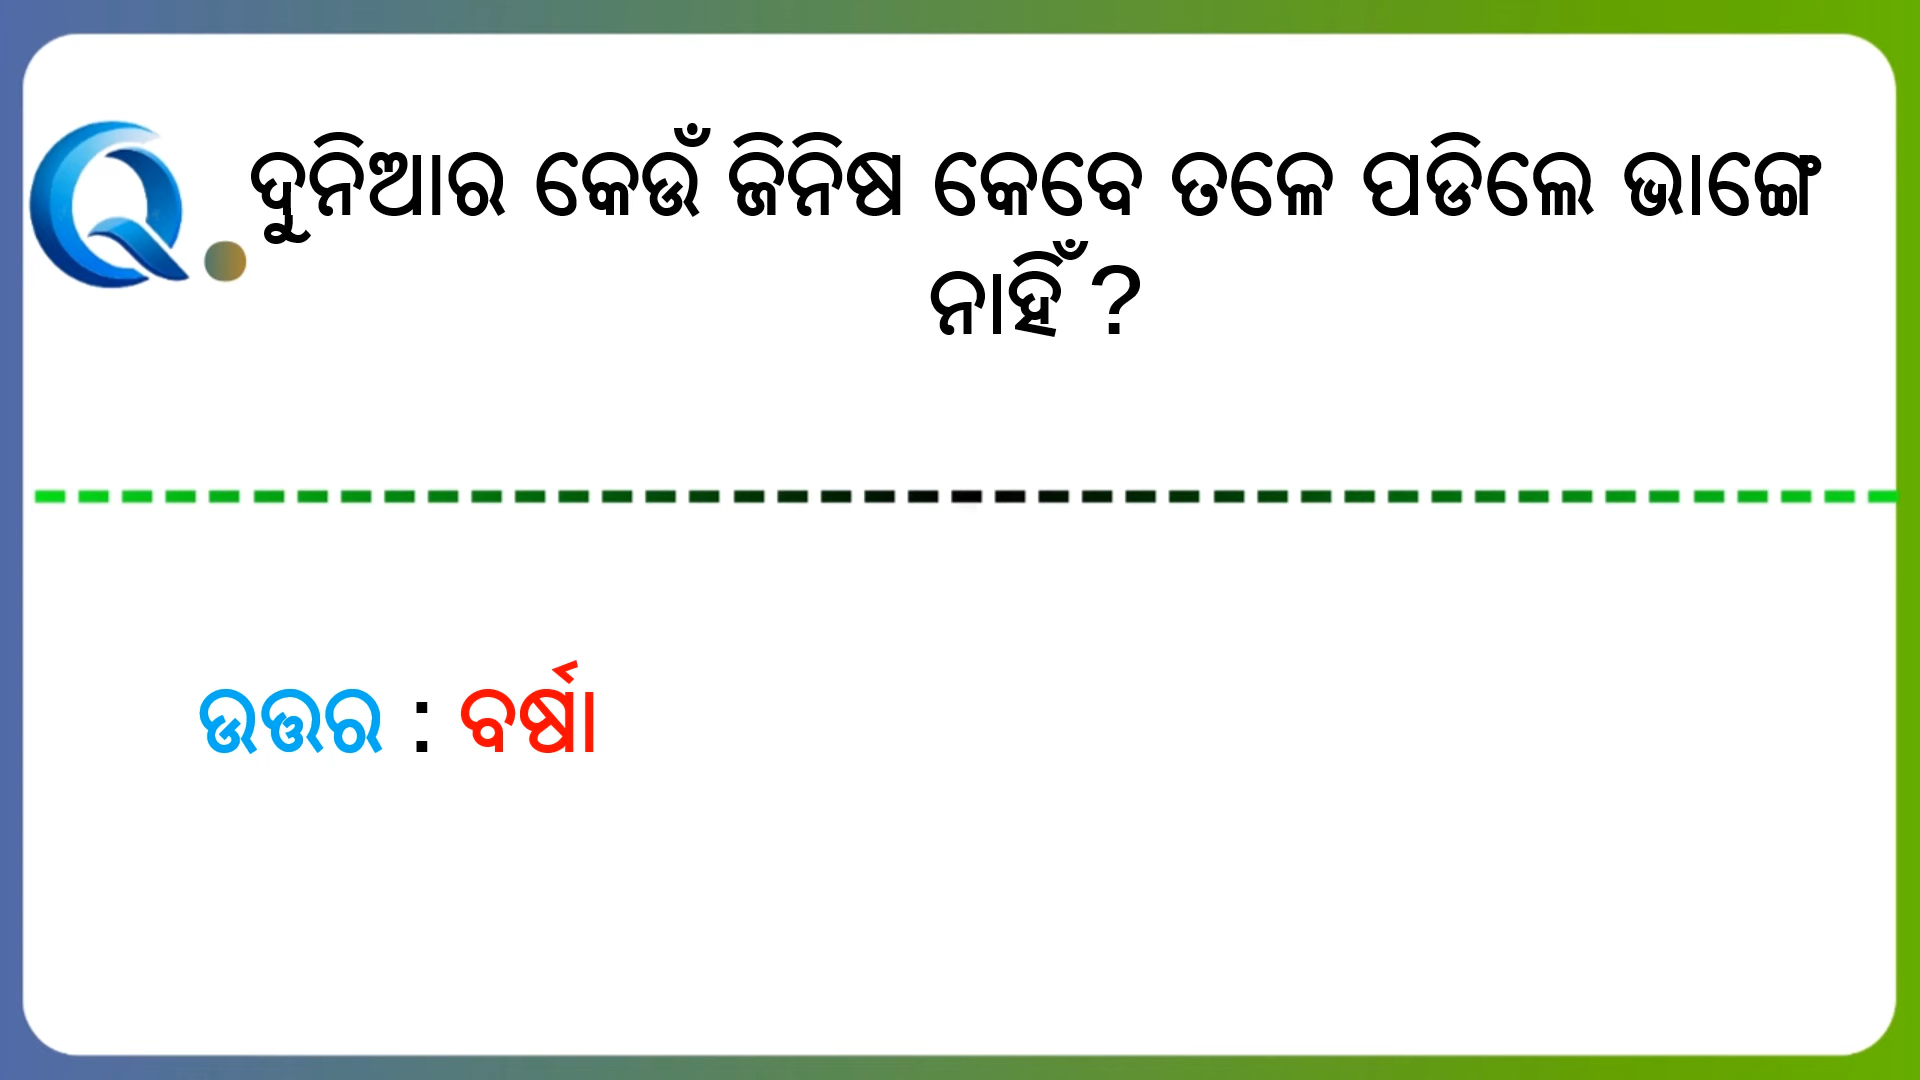 Q. ଦୁନିଆର କେଉଁ ଜିନିଷ କେବେ ତଳେ ପଡିଲେ ଭାଙ୍ଗେ
ନାହିଁ ?
ଉତ୍ତର : ବର୍ଷା